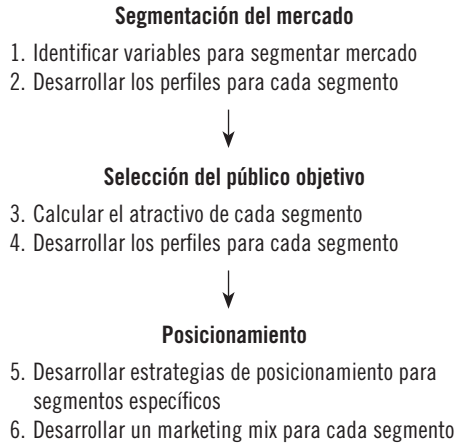 Segmentación del mercado
1. Identificar variables para segmentar mercado
2. Desarrollar los perfiles para cada segmento
Selección del público objetivo
3. Calcular el atractivo de cada segmento
4. Desarrollar los perfiles para cada segmento
Posicionamiento
5. Desarrollar estrategias de posicionamiento para
segmentos específicos
6. Desarrollar un marketing mix para cada segmento